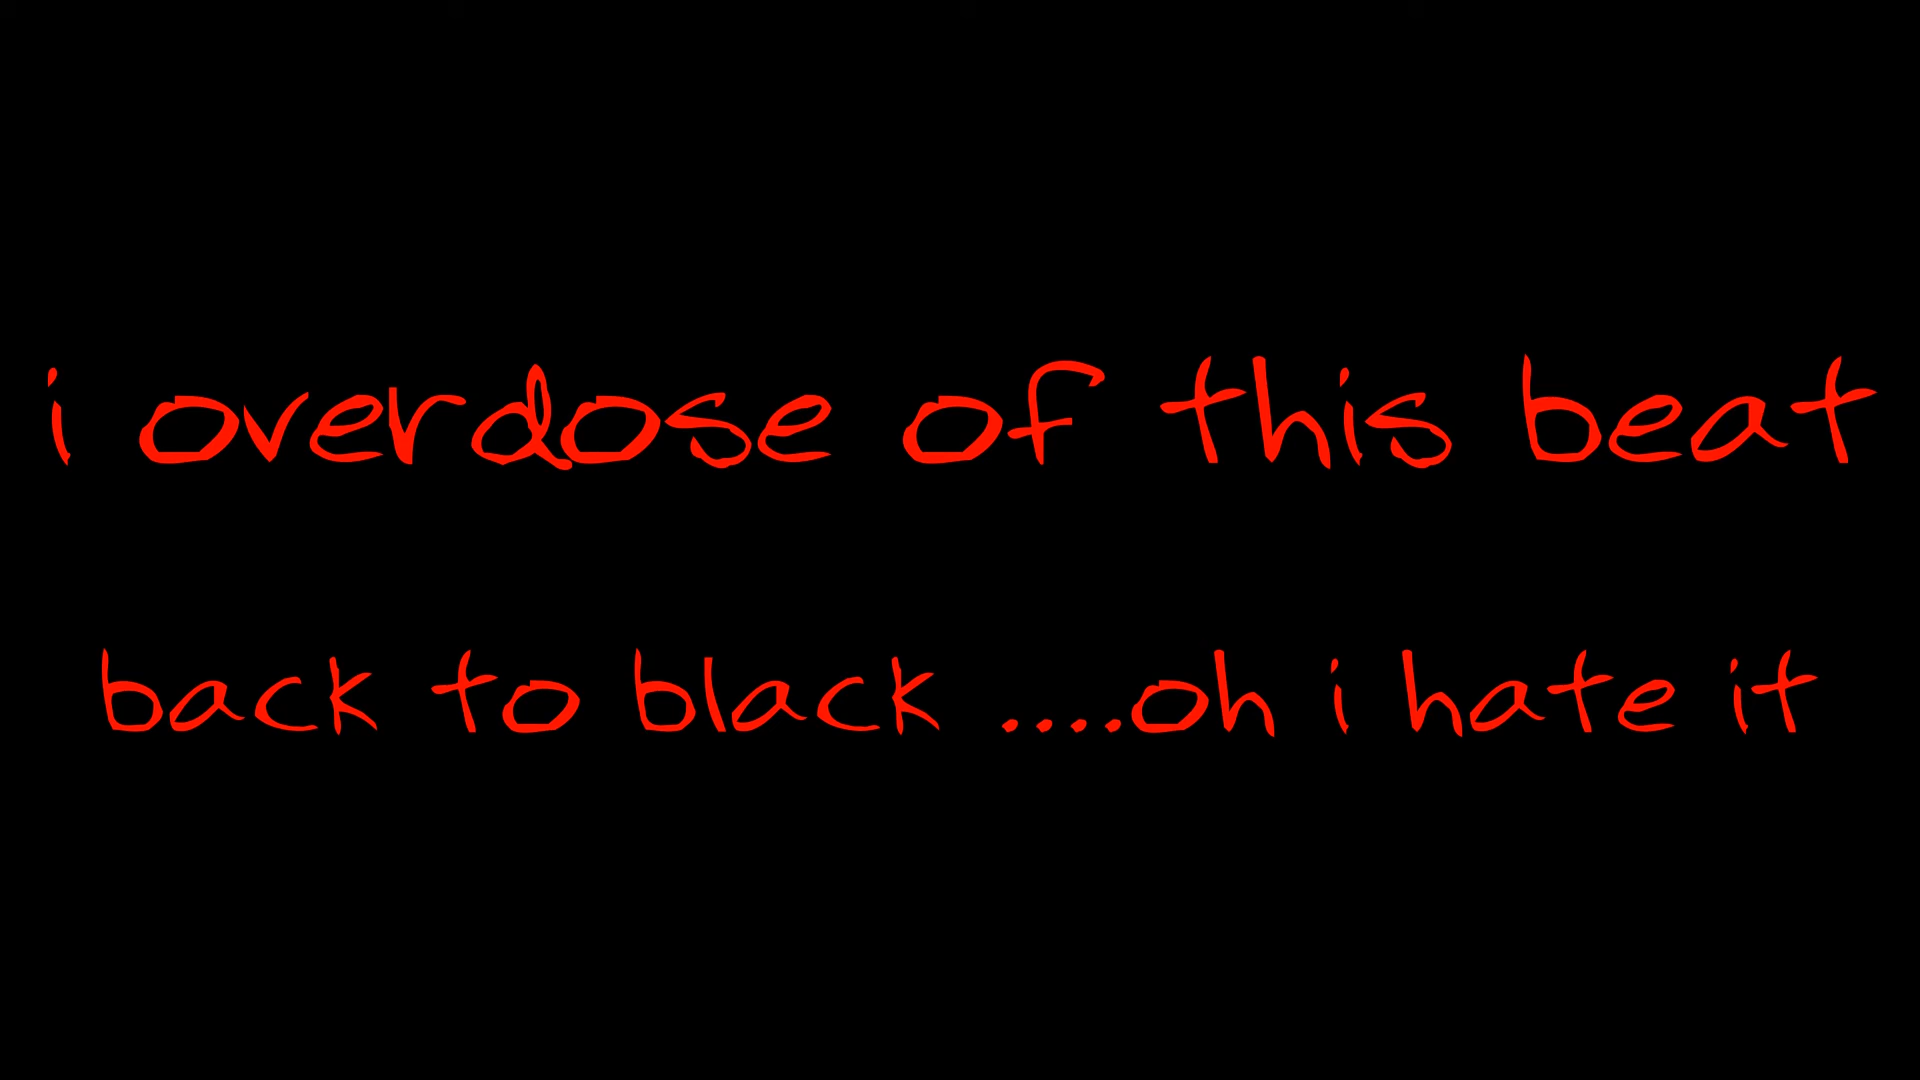 i overdose of this beat
back to black ....oh i hate it